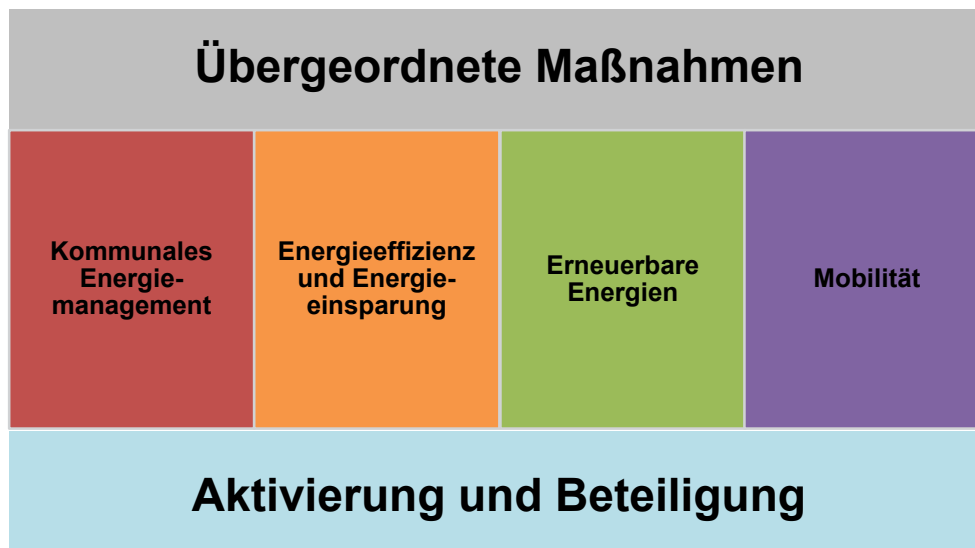 Übergeordnete Maßnahmen
Kommunales
Energie-
management
Energieeffizienz
und Energie-
einsparung
Erneuerbare
Energien
Mobilität
Aktivierung und Beteiligung